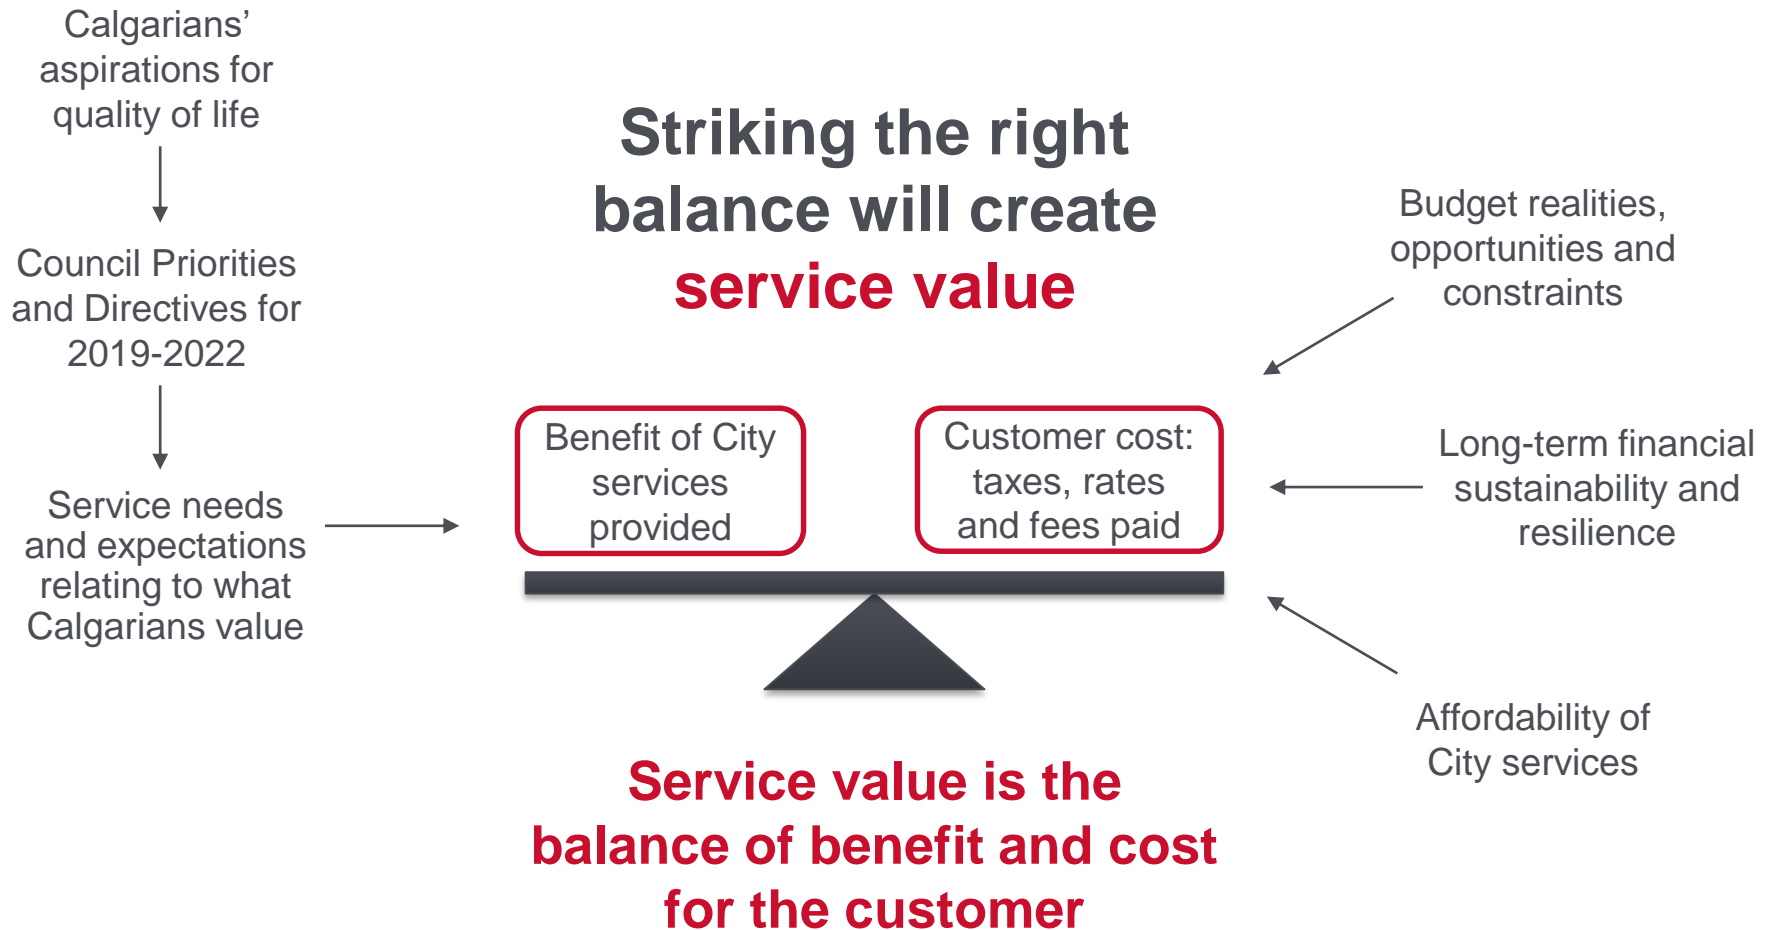 Calgarians’
aspirations for
quality of life
Council Priorities
and Directives for
2019-2022
Service needs
and expectations
relating to what
Calgarians value
Striking the right
balance will create
service value
Benefit of City
services
provided
Customer cost:
taxes, rates
and fees paid
Service value is the
balance of benefit and cost
for the customer
Budget realities,
opportunities and
constraints
Long-term financial
sustainability and
resilience
Affordability of
City services